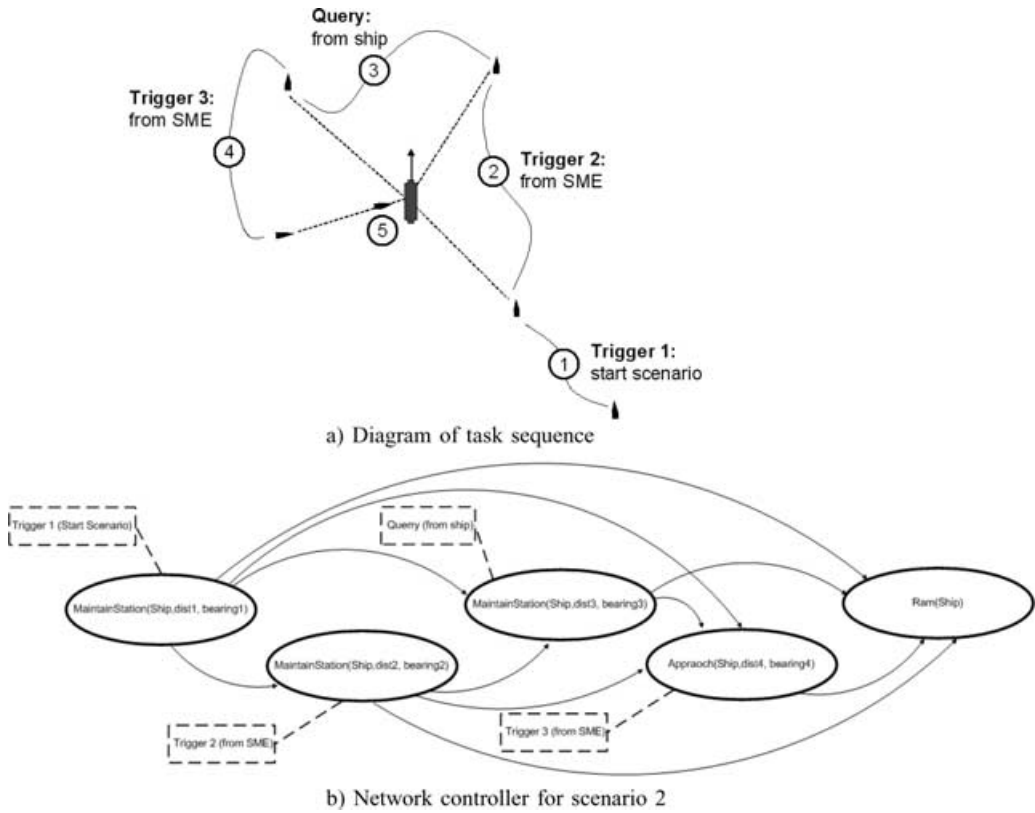 Query:
from ship
3
Trigger 3:
from SME
4
Trigger 2:
from SME
2
5
Trigger 1:
start scenario
1
a) Diagram of task sequence
Trigger 1 (Start Scenario)
Querry (from ship)
MaintainStation(Ship,dist1, bearing1)
MaintainStation(Ship,dist3, bearing3)
Ram(Ship)
MaintainStation(Ship,dist2, bearing2)
Appraoch(Ship,dist4, bearing4)
Trigger 2 (from SME)
Trigger 3 (from SME)
b) Network controller for scenario 2